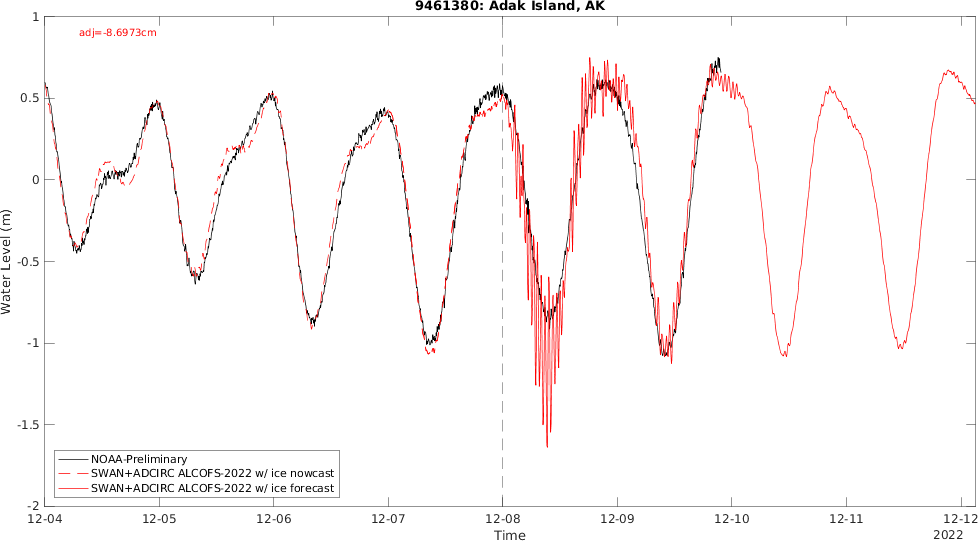 9461380: Adak Island, AK
adj=-8.6973cm
Water Level (m)
1
0.5
0
-0.5
-1
-1.5
-2
NOAA-Preliminary
SWAN+ADCIRC ALCOFS-2022 w/ ice nowcast
SWAN+ADCIRC ALCOFS-2022 w/ ice forecast
12-04 12-05 12-06 12-07 12-08 12-09 12-10 12-11 12-12
Time
2022